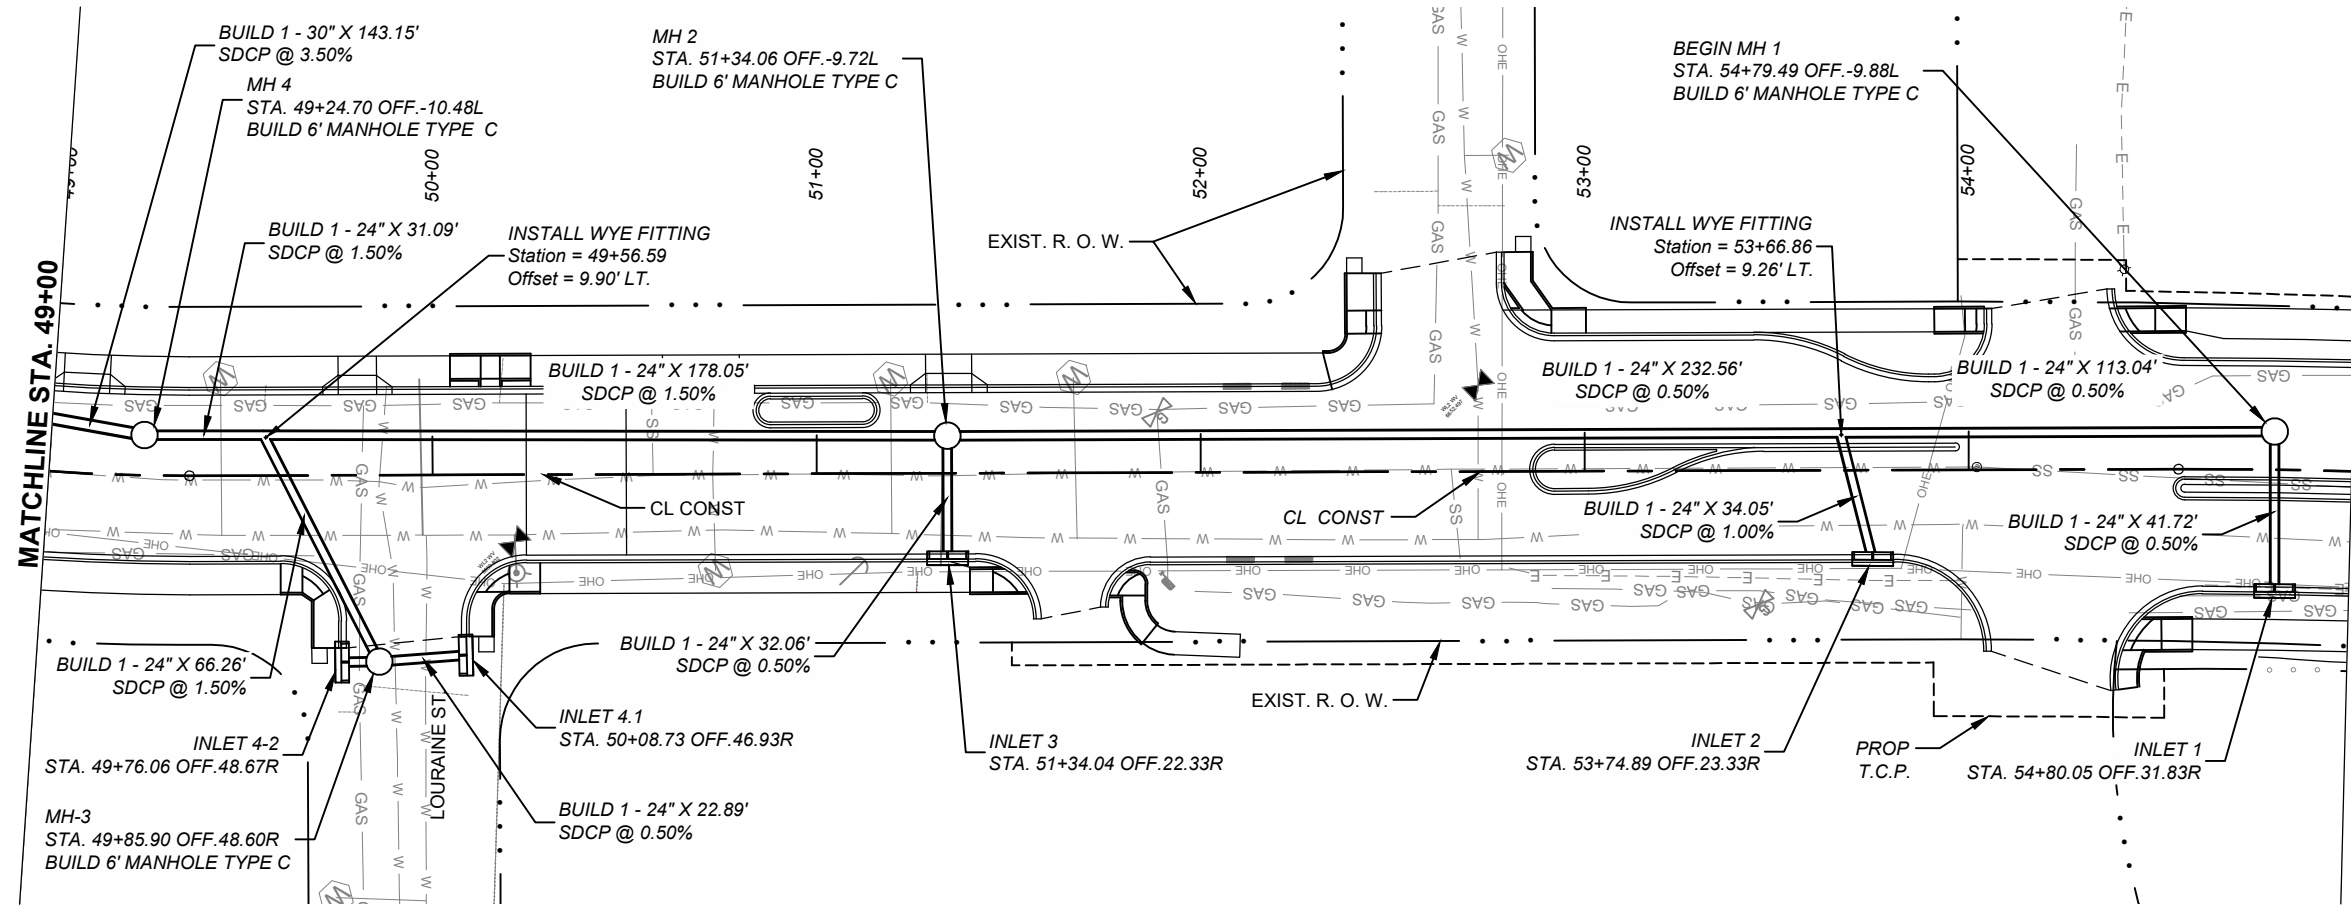 BUILD 1 - 30" X 143.15'
SDCP @ 3.50%
MH 4
STA. 49+24.70 OFF.-10.48L
BUILD 6' MANHOLE TYPE C
MH 2
STA. 51+34.06 OFF.-9.72L
BUILD 6' MANHOLE TYPE C
BEGIN MH 1
STA. 54+79.49 OFF.-9.88L
BUILD 6' MANHOLE TYPE C
50+00
51+00
52+00
53+00
54+00
BUILD 1 - 24" X 31.09'
SDCP @ 1.50%
INSTALL WYE FITTING
Station = 49+56.59
Offset = 9.90' LT.
EXIST. R. O. W.
INSTALL WYE FITTING
Station = 53+66.86
Offset = 9.26' LT.
MATCHLINE STA. 49+00
BUILD 1 - 24" X 178.05'
SDCP @ 1.50%
BUILD 1 - 24" X 232.56'
SDCP @ 0.50%
BUILD 1 - 24" X 113.04'
SDCP @ 0.50%
CL CONST
CL CONST
BUILD 1 - 24" X 34.05'
SDCP @ 1.00%
BUILD 1 - 24" X 41.72'
SDCP @ 0.50%
BUILD 1 - 24" X 66.26'
SDCP @ 1.50%
BUILD 1 - 24" X 32.06'
SDCP @ 0.50%
EXIST. R. O. W.
INLET 4-2
STA. 49+76.06 OFF.48.67R
LOURAINE ST
INLET 4.1
STA. 50+08.73 OFF.46.93R
INLET 3
STA. 51+34.04 OFF.22.33R
INLET 2
STA. 53+74.89 OFF.23.33R
PROP
T.C.P.
INLET 1
STA. 54+80.05 OFF.31.83R
MH-3
STA. 49+85.90 OFF.48.60R
BUILD 6' MANHOLE TYPE C
BUILD 1 - 24" X 22.89'
SDCP @ 0.50%